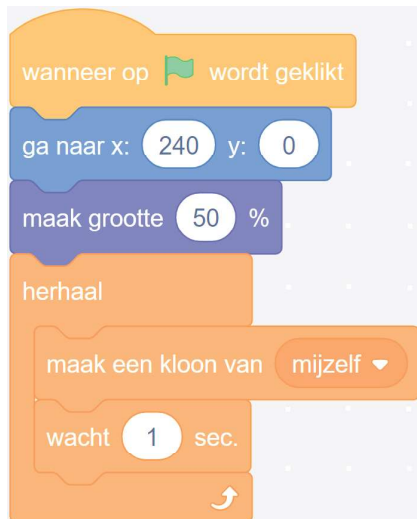 wanneer op wordt geklikt
ga naar x: 240 y: 0
maak grootte 50 %
herhaal
maak een kloon van mijzelf
wacht 1 sec.